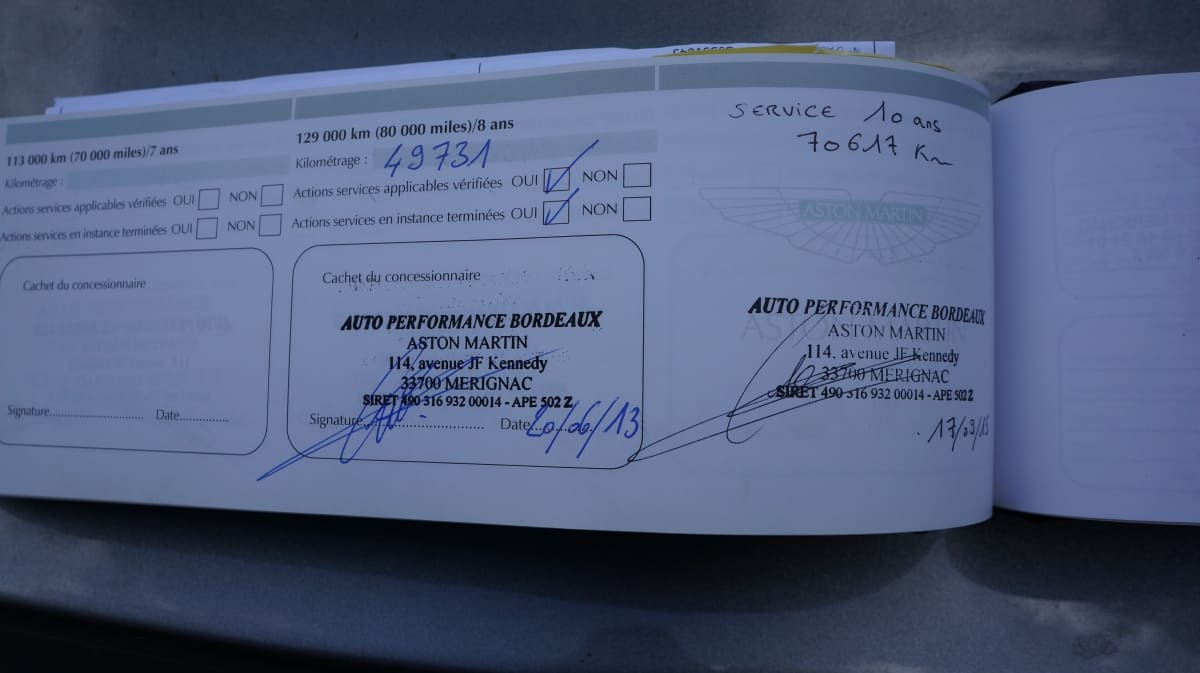 113 000 km (70 000 miles)/7 ans
Kilométrage :
Actions services applicables vérifiées OUI NON
Actions services en instance terminées OUI NON
Cachet du concessionnaire
Signature............................ Date..............
129 000 km (80 000 miles)/8 ans
Kilométrage : 49731
Actions services applicables vérifiées OUI NON
Actions services en instance terminées OUI NON
Cachet du concessionnaire
AUTO PERFORMANCE BORDEAUX
ASTON MARTIN
114, avenue JF Kennedy
33700 MERIGNAC
SIRET 490 316 932 00014 - APE 502 Z
Signature............................ Date 20/06/13
SERVICE 10 ans
70617 Km
ASTON MARTIN
AUTO PERFORMANCE BORDEAUX
ASTON MARTIN
114, avenue JF Kennedy
33700 MERIGNAC
SIRET 490 316 932 00014 - APE 502 Z
17/09/15